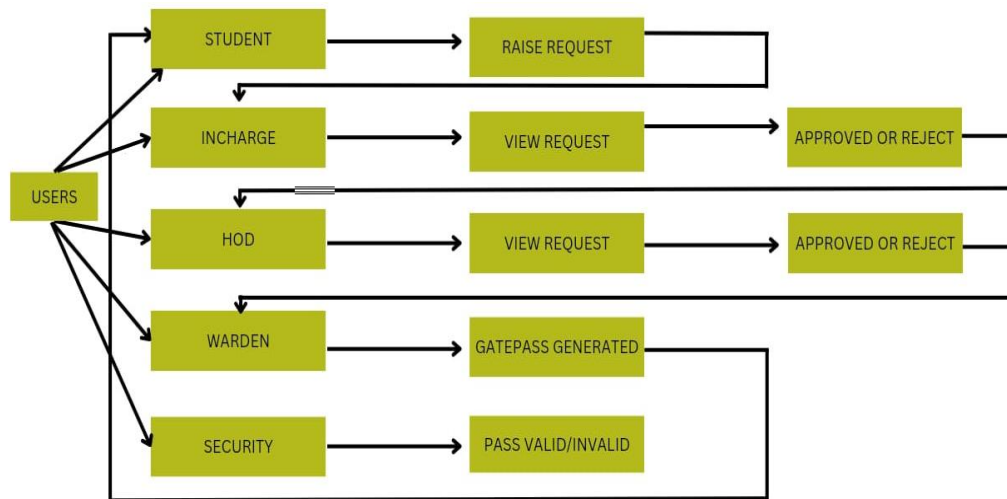 STUDENT
RAISE REQUEST
INCHARGE
VIEW REQUEST
APPROVED OR REJECT
USERS
HOD
VIEW REQUEST
APPROVED OR REJECT
WARDEN
GATEPASS GENERATED
SECURITY
PASS VALID/INVALID